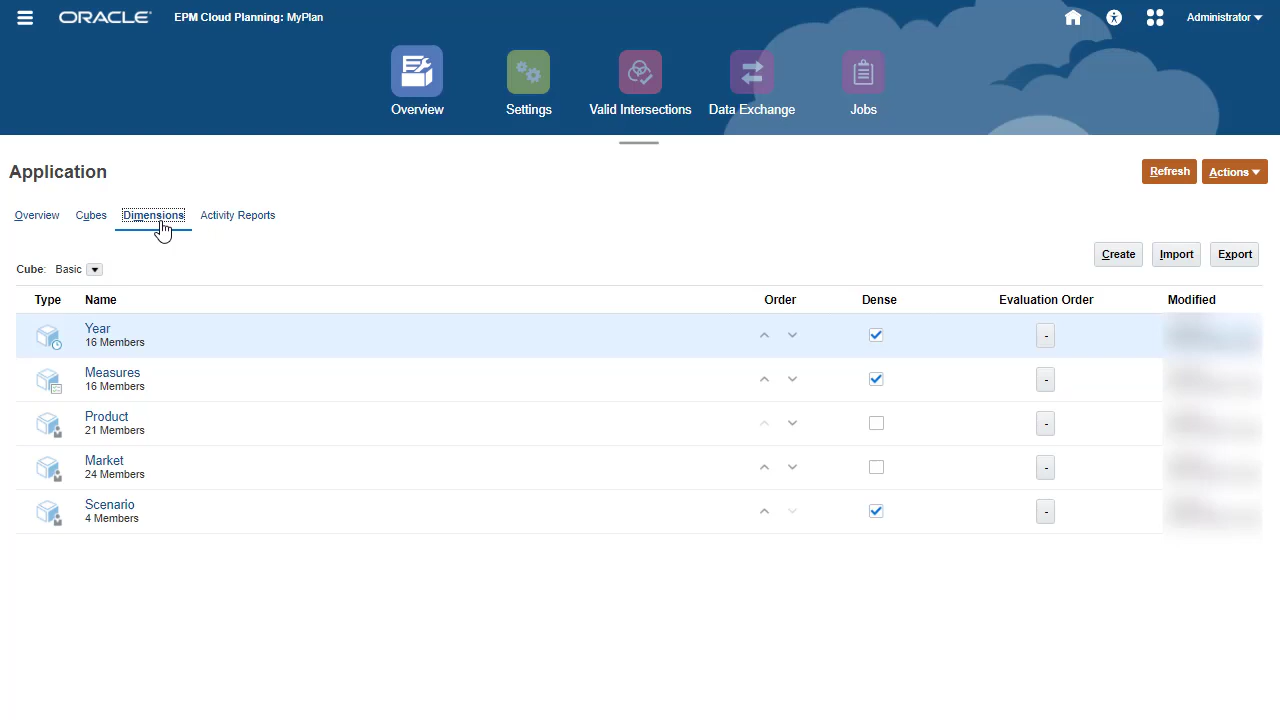 ORACLE EPM Cloud Planning: MyPlan Administrator
Overview Settings Valid Intersections Data Exchange Jobs
Application Refresh Actions
Overview Cubes Dimensions Activity Reports
Create Import Export
Cube: Basic
Type Name Order Dense Evaluation Order Modified
Year
16 Members -
Measures
16 Members -
Product
21 Members -
Market
24 Members -
Scenario
4 Members -